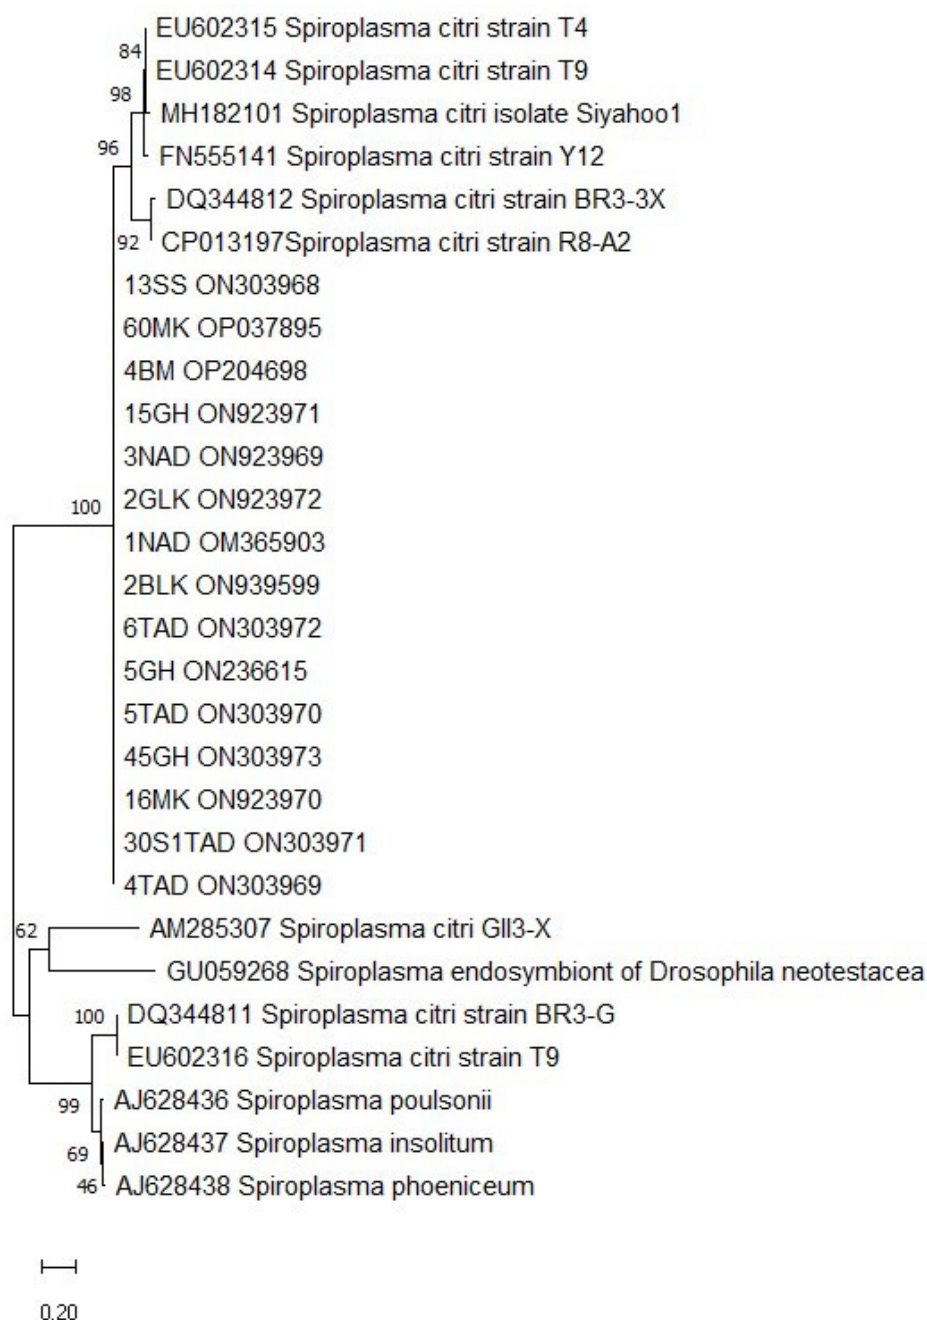 EU602315 Spiroplasma citri strain T4
84
EU602314 Spiroplasma citri strain T9
98
MH182101 Spiroplasma citri isolate Siyahoo1
96
FN555141 Spiroplasma citri strain Y12
DQ344812 Spiroplasma citri strain BR3-3X
92
CP013197Spiroplasma citri strain R8-A2
13SS ON303968
60MK OP037895
4BM OP204698
15GH ON923971
3NAD ON923969
2GLK ON923972
100
1NAD OM365903
2BLK ON939599
6TAD ON303972
5GH ON236615
5TAD ON303970
45GH ON303973
16MK ON923970
30S1TAD ON303971
4TAD ON303969
62
AM285307 Spiroplasma citri GII3-X
GU059268 Spiroplasma endosymbiont of Drosophila neotestacea
100
DQ344811 Spiroplasma citri strain BR3-G
EU602316 Spiroplasma citri strain T9
99
AJ628436 Spiroplasma poulsonii
69
AJ628437 Spiroplasma insolitum
46
AJ628438 Spiroplasma phoeniceum
0.20